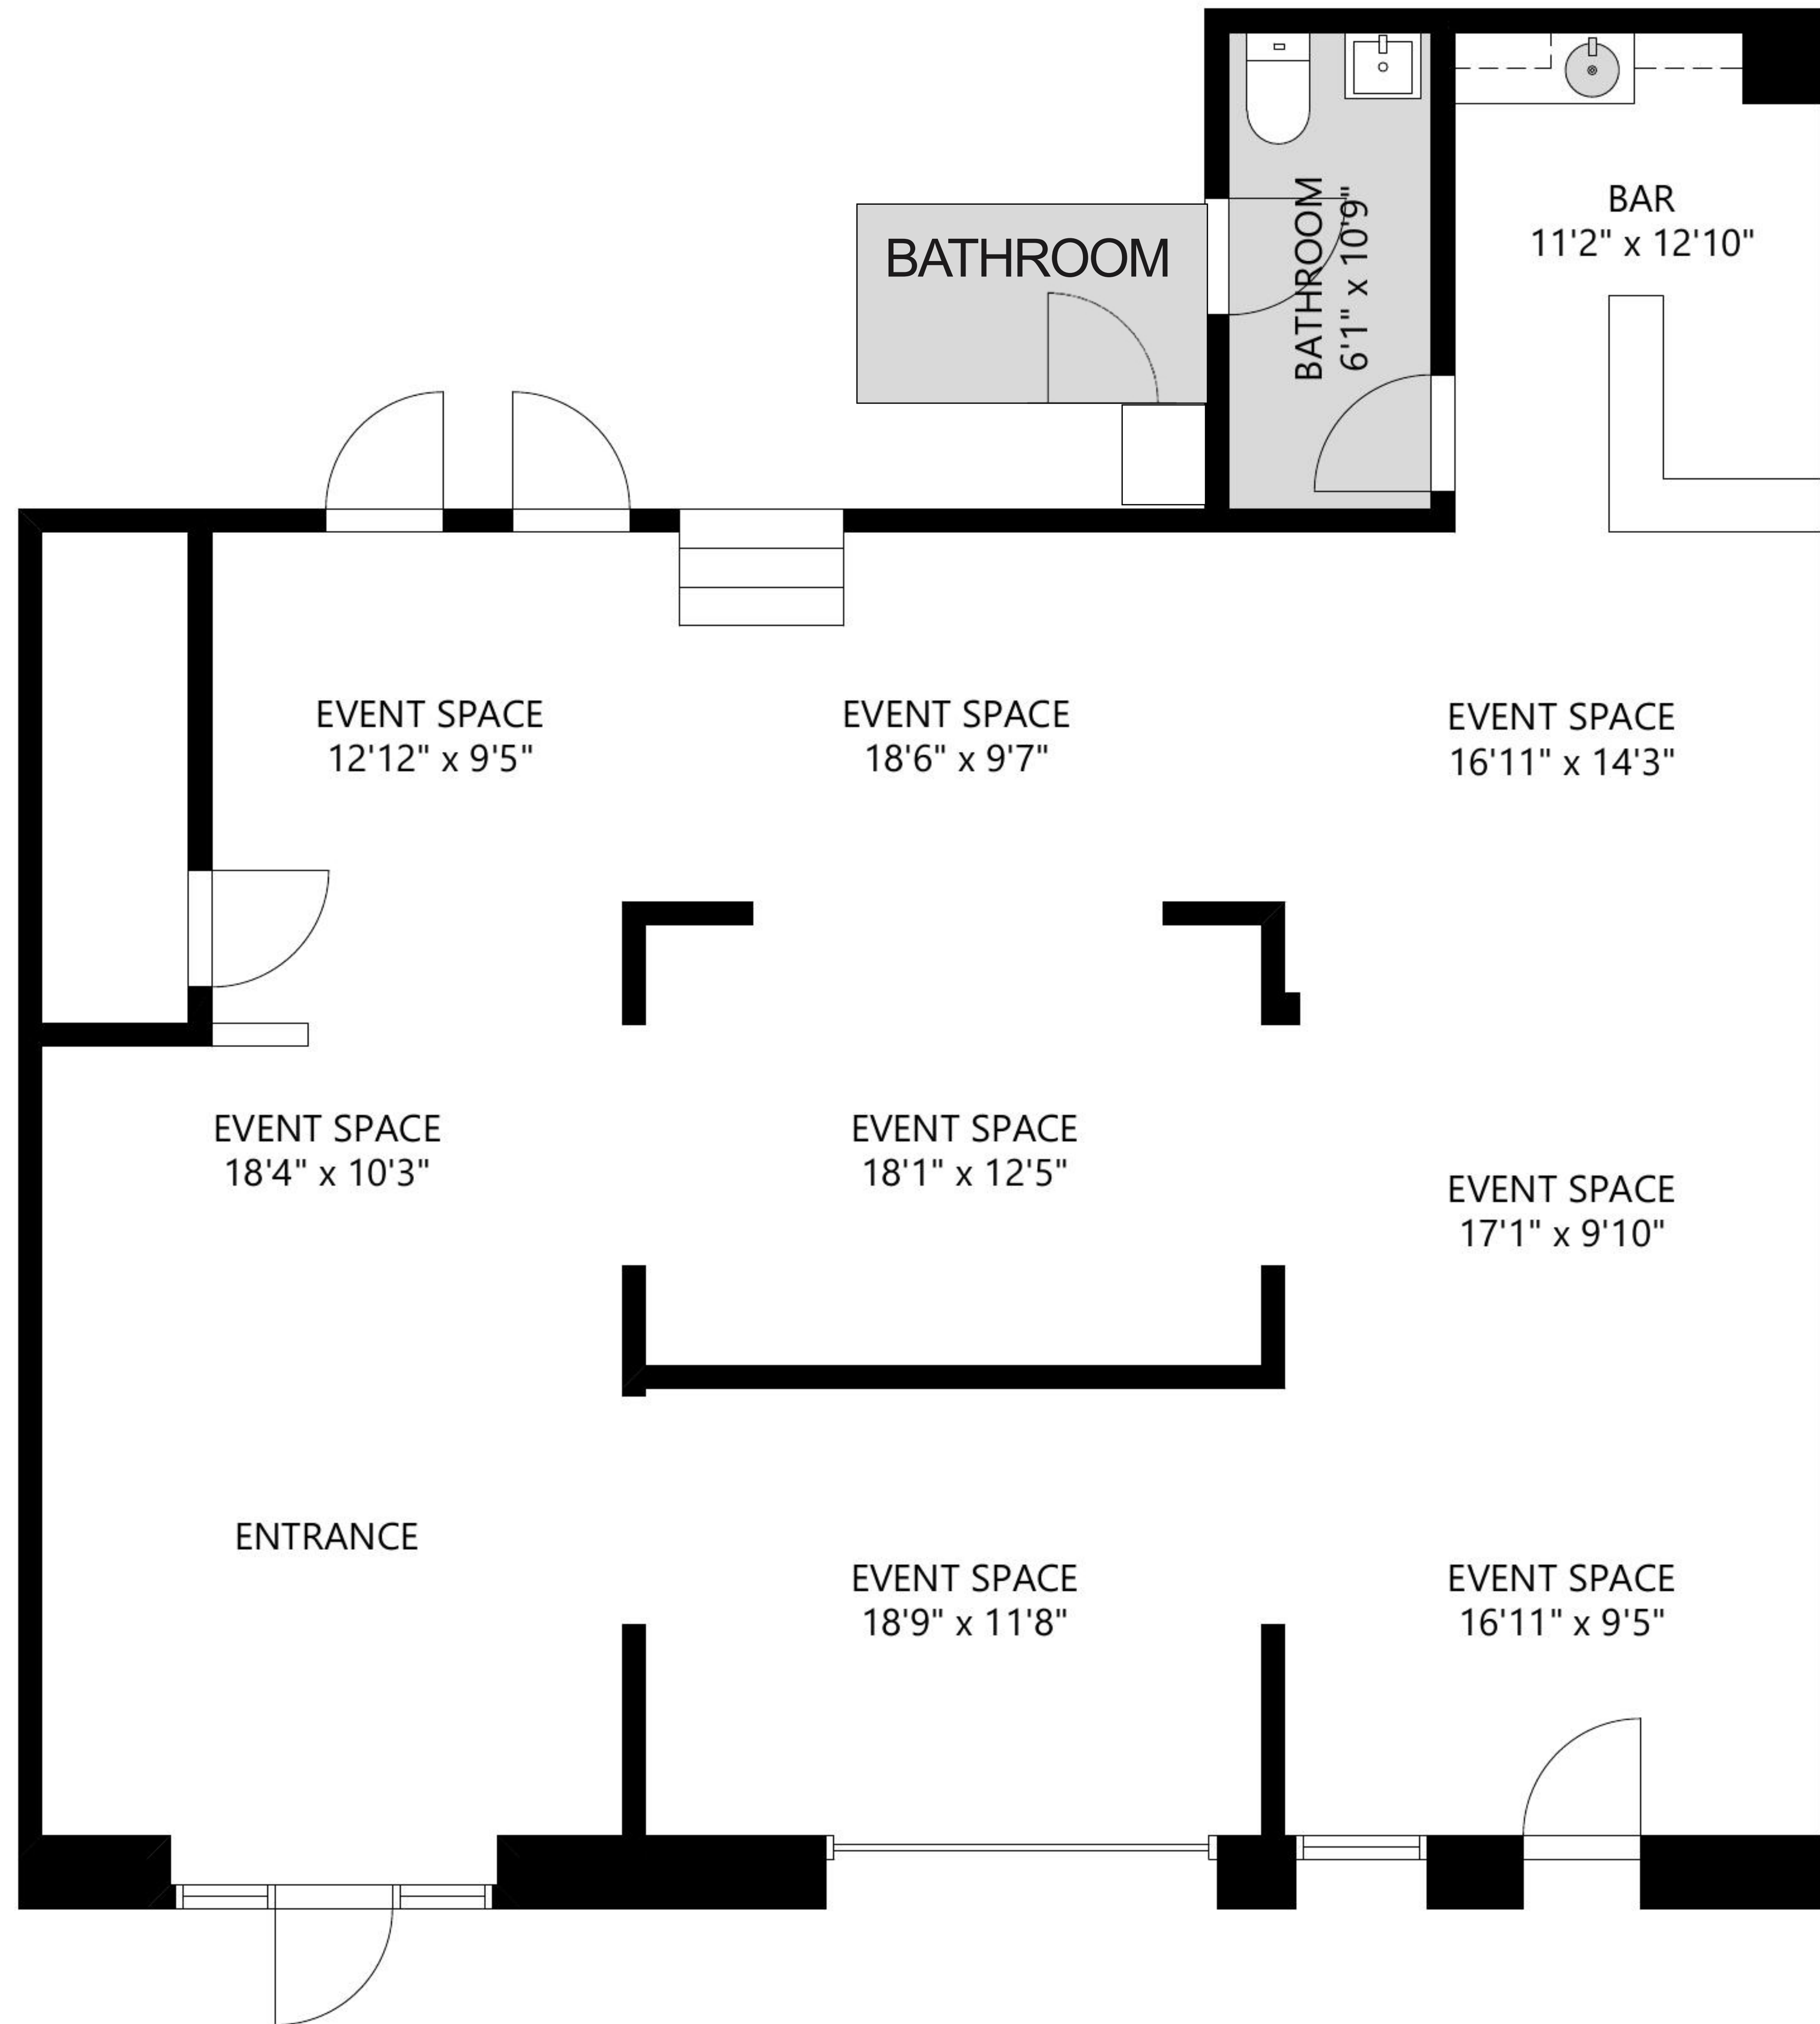 BATHROOM
BATHROOM
6'1" x 10'9"
BAR
11'2" x 12'10"
EVENT SPACE
12'12" x 9'5"
EVENT SPACE
18'6" x 9'7"
EVENT SPACE
16'11" x 14'3"
EVENT SPACE
18'4" x 10'3"
EVENT SPACE
18'1" x 12'5"
EVENT SPACE
17'1" x 9'10"
ENTRANCE
EVENT SPACE
18'9" x 11'8"
EVENT SPACE
16'11" x 9'5"